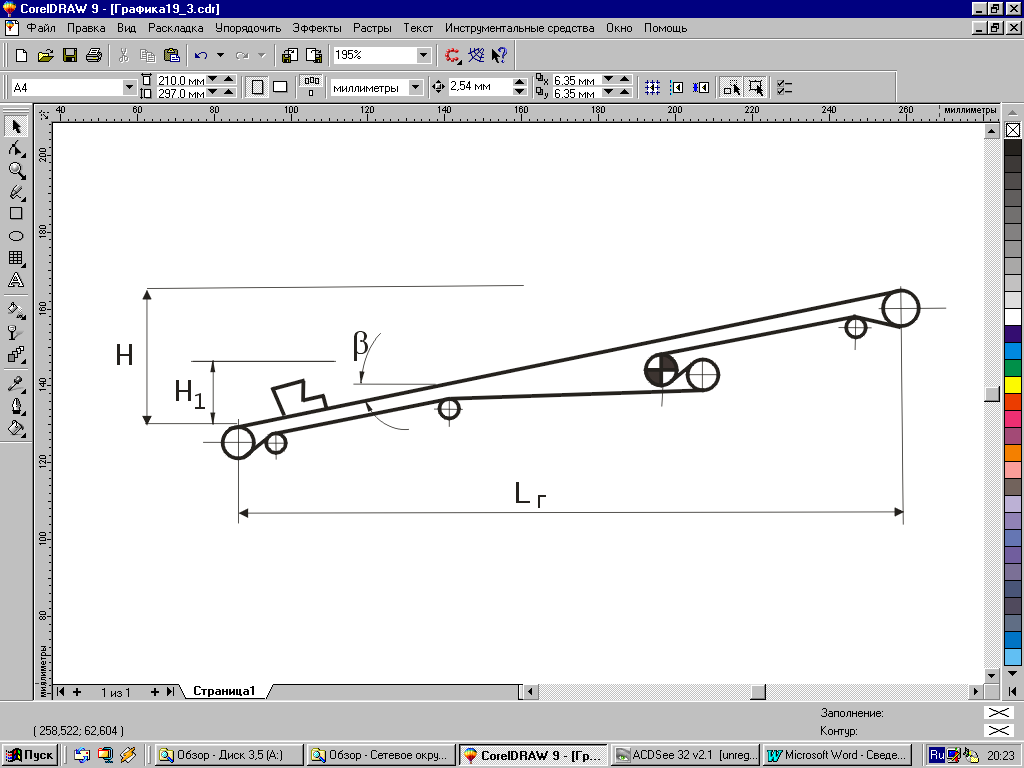 CorelDRAW 9 - [Графика19_3.cdr]
Файл Правка Вид Раскладка Упорядочить Эффекты Растры Текст Инструментальные средства Окно Помощь
195%
A4 210.0 мм 297.0 мм миллиметры 2,54 мм x 6.35 мм y 6.35 мм
40 60 80 100 120 140 160 180 200 220 240 260 миллиметры
200
180
160
140
120
100
80
миллиметры
H
H1
β
Lг
1 из 1 Страница1
Заполнение:
( 258,522; 62,604 ) Контур:
Пуск Обзор - Диск 3,5 (A:) Обзор - Сетевое окру... CorelDRAW 9 - [Гр... ACDSee 32 v2.1 [unreg... Microsoft Word - Сведе... Ru 20:23